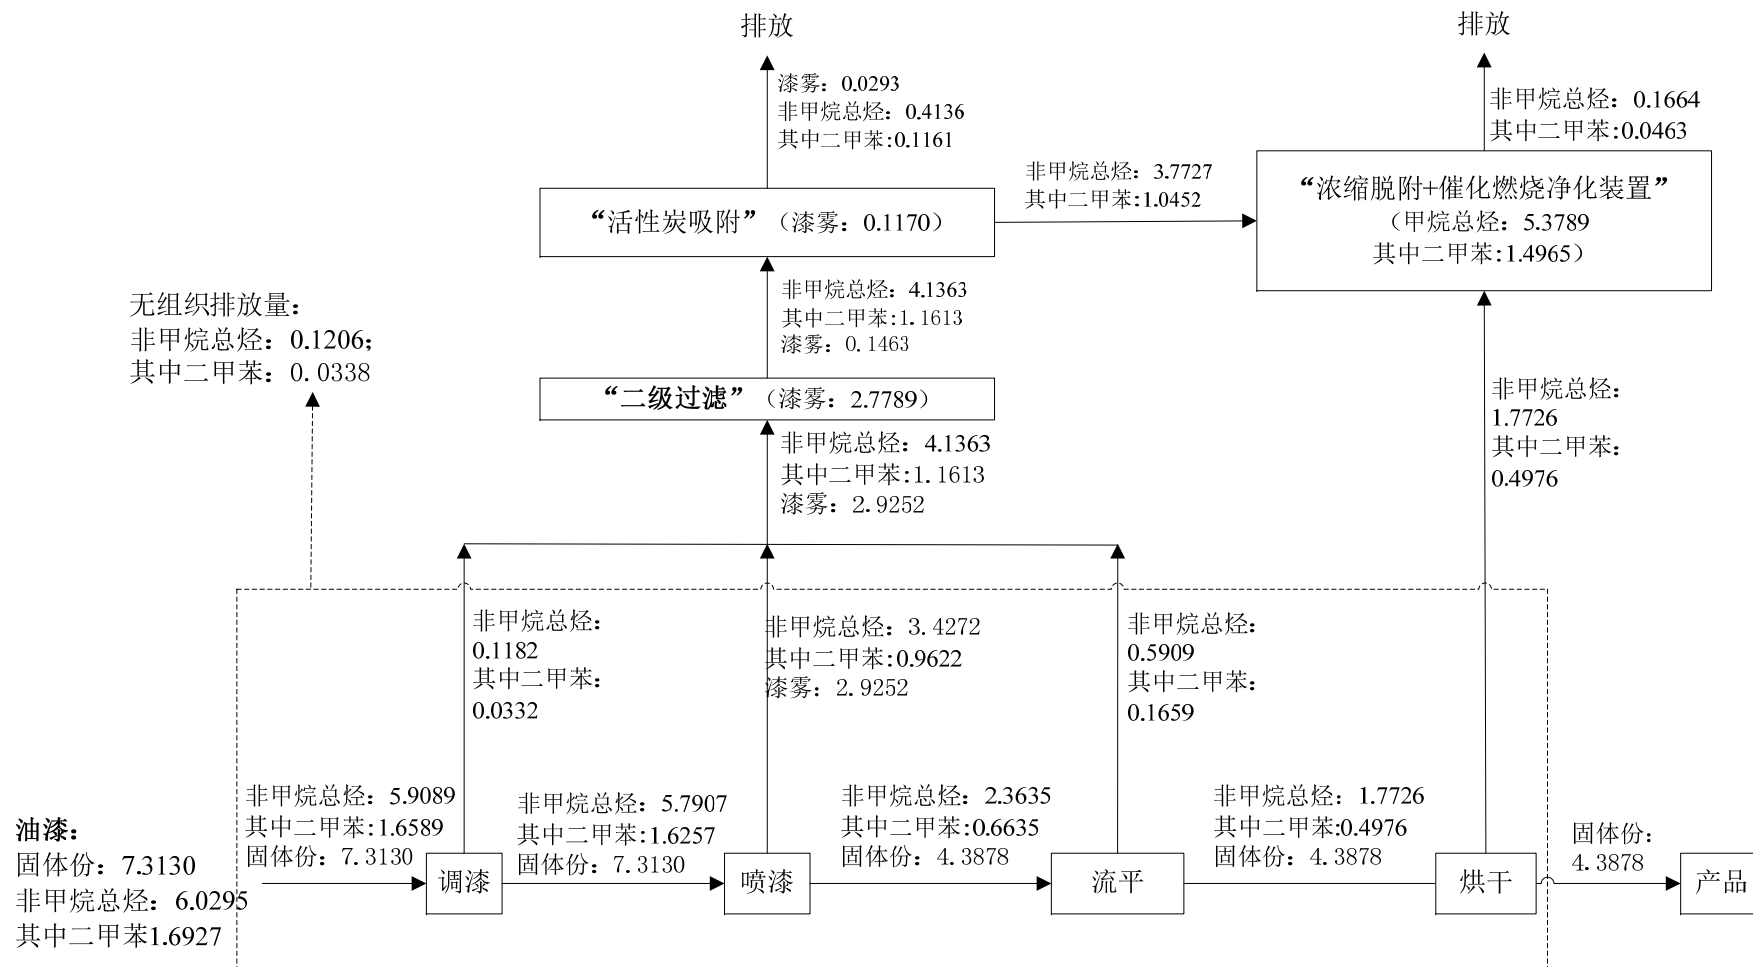 排放
漆雾：0.0293
非甲烷总烃：0.4136
其中二甲苯:0.1161
排放
非甲烷总烃：0.1664
其中二甲苯:0.0463
非甲烷总烃：3.7727
其中二甲苯:1.0452
“活性炭吸附”（漆雾：0.1170）
“浓缩脱附+催化燃烧净化装置”
（甲烷总烃：5.3789
其中二甲苯:1.4965）
非甲烷总烃：4.1363
其中二甲苯:1.1613
漆雾：0.1463
无组织排放量：
非甲烷总烃：0.1206；
其中二甲苯：0.0338
“二级过滤”（漆雾：2.7789）
非甲烷总烃：
1.7726
其中二甲苯：
0.4976
非甲烷总烃：4.1363
其中二甲苯:1.1613
漆雾：2.9252
非甲烷总烃：
0.1182
其中二甲苯：
0.0332
非甲烷总烃：3.4272
其中二甲苯:0.9622
漆雾：2.9252
非甲烷总烃：
0.5909
其中二甲苯：
0.1659
油漆：
固体份：7.3130
非甲烷总烃：6.0295
其中二甲苯1.6927
非甲烷总烃：5.9089
其中二甲苯:1.6589
固体份：7.3130
调漆
非甲烷总烃：5.7907
其中二甲苯:1.6257
固体份：7.3130
喷漆
非甲烷总烃：2.3635
其中二甲苯:0.6635
固体份：4.3878
流平
非甲烷总烃：1.7726
其中二甲苯:0.4976
固体份：4.3878
烘干
固体份：
4.3878
产品